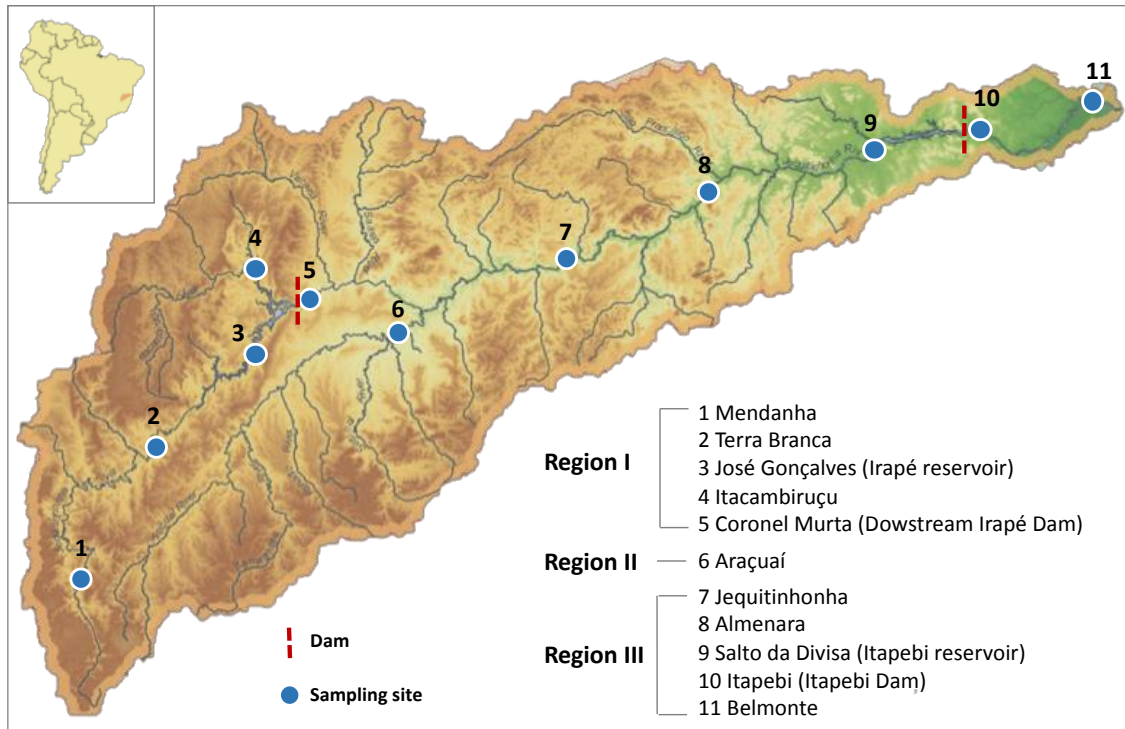 11
10
9
8
7
4
5
6
3
2
1
River
1 Mendanha
2 Terra Branca
Region I
3 José Gonçalves (Irapé reservoir)
4 Itacambiruçu
5 Coronel Murta (Dowstream Irapé Dam)
Region II
6 Araçuaí
7 Jequitinhonha
8 Almenara
Region III
9 Salto da Divisa (Itapebi reservoir)
10 Itapebi (Itapebi Dam)
11 Belmonte
Dam
Sampling site